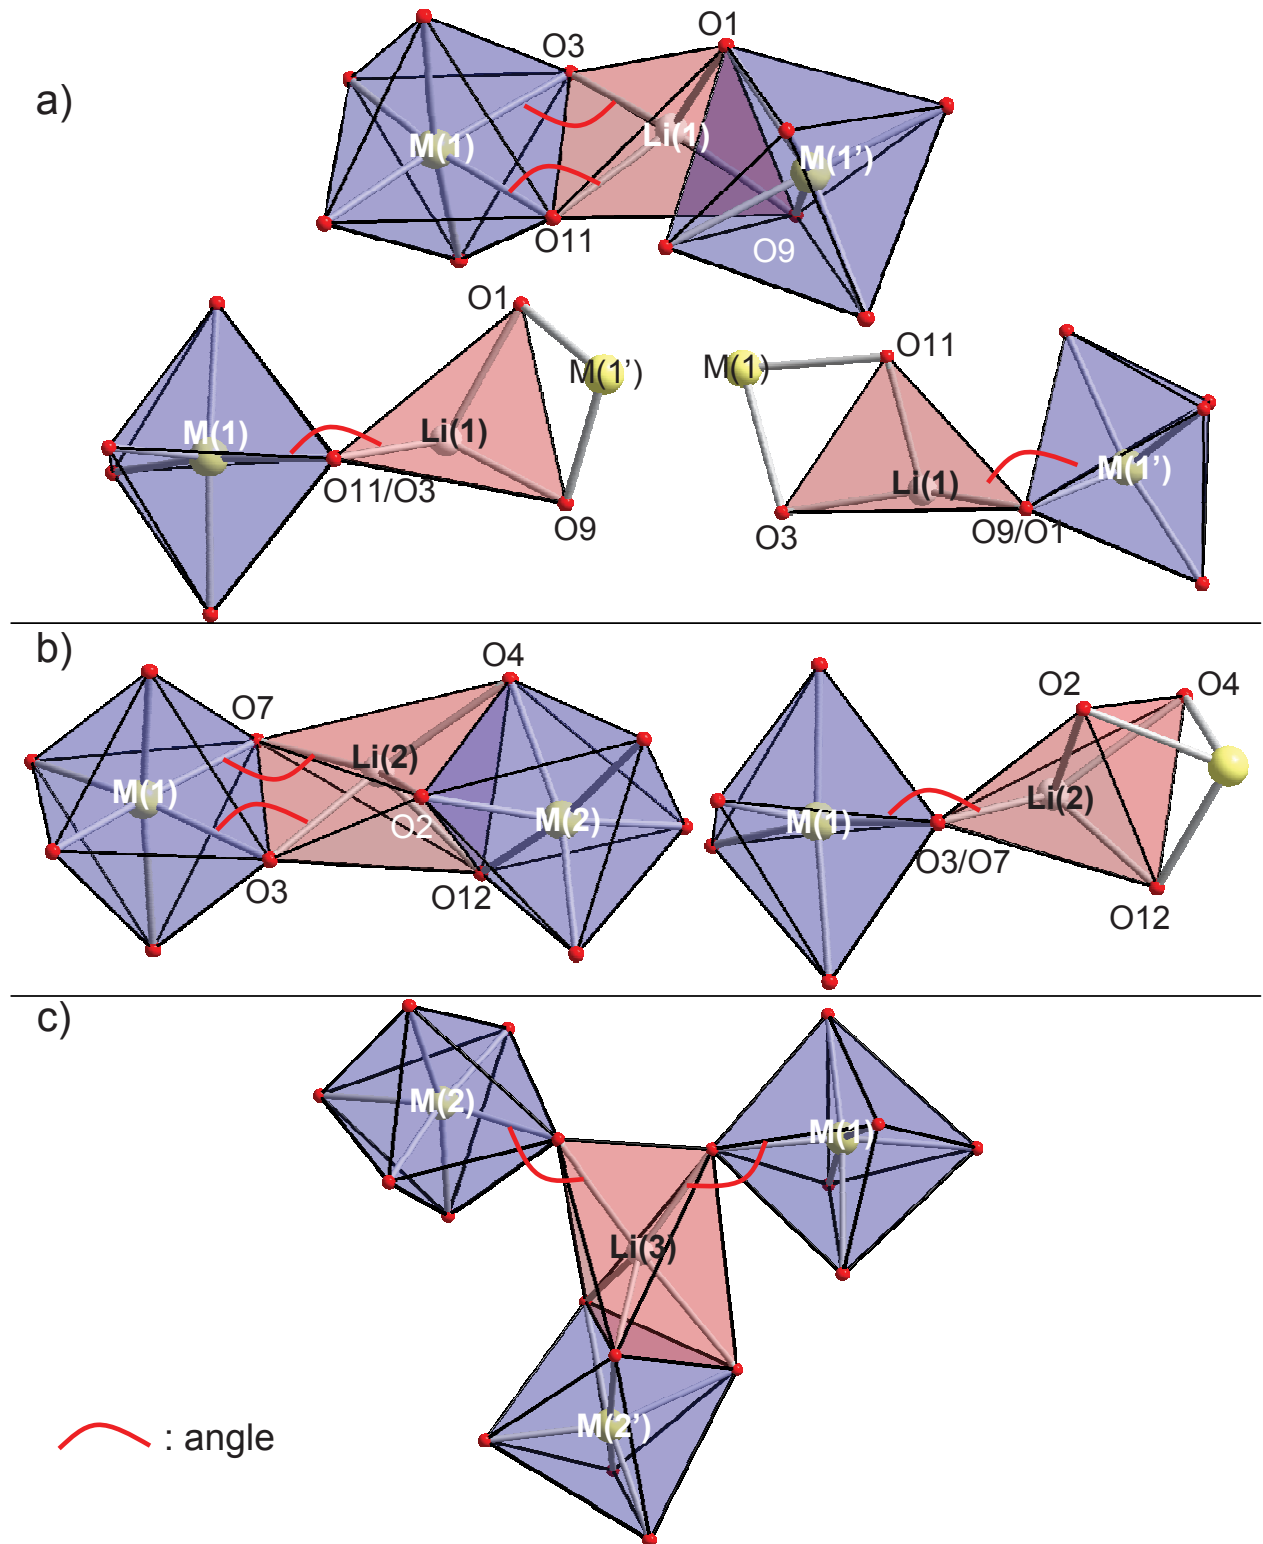 a)
O3
O1
M(1)
Li(1)
M(1’)
O11
O9
O1
M(1’)
M(1)
Li(1)
O11/O3
O9
M(1)
O11
Li(1)
M(1’)
O3
O9/O1
b)
O7
O4
Li(2)
M(1)
O2
M(2)
O3
O12
O2
O4
M(1)
Li(2)
O3/O7
O12
c)
M(2)
M(1)
Li(3)
M(2’)
: angle